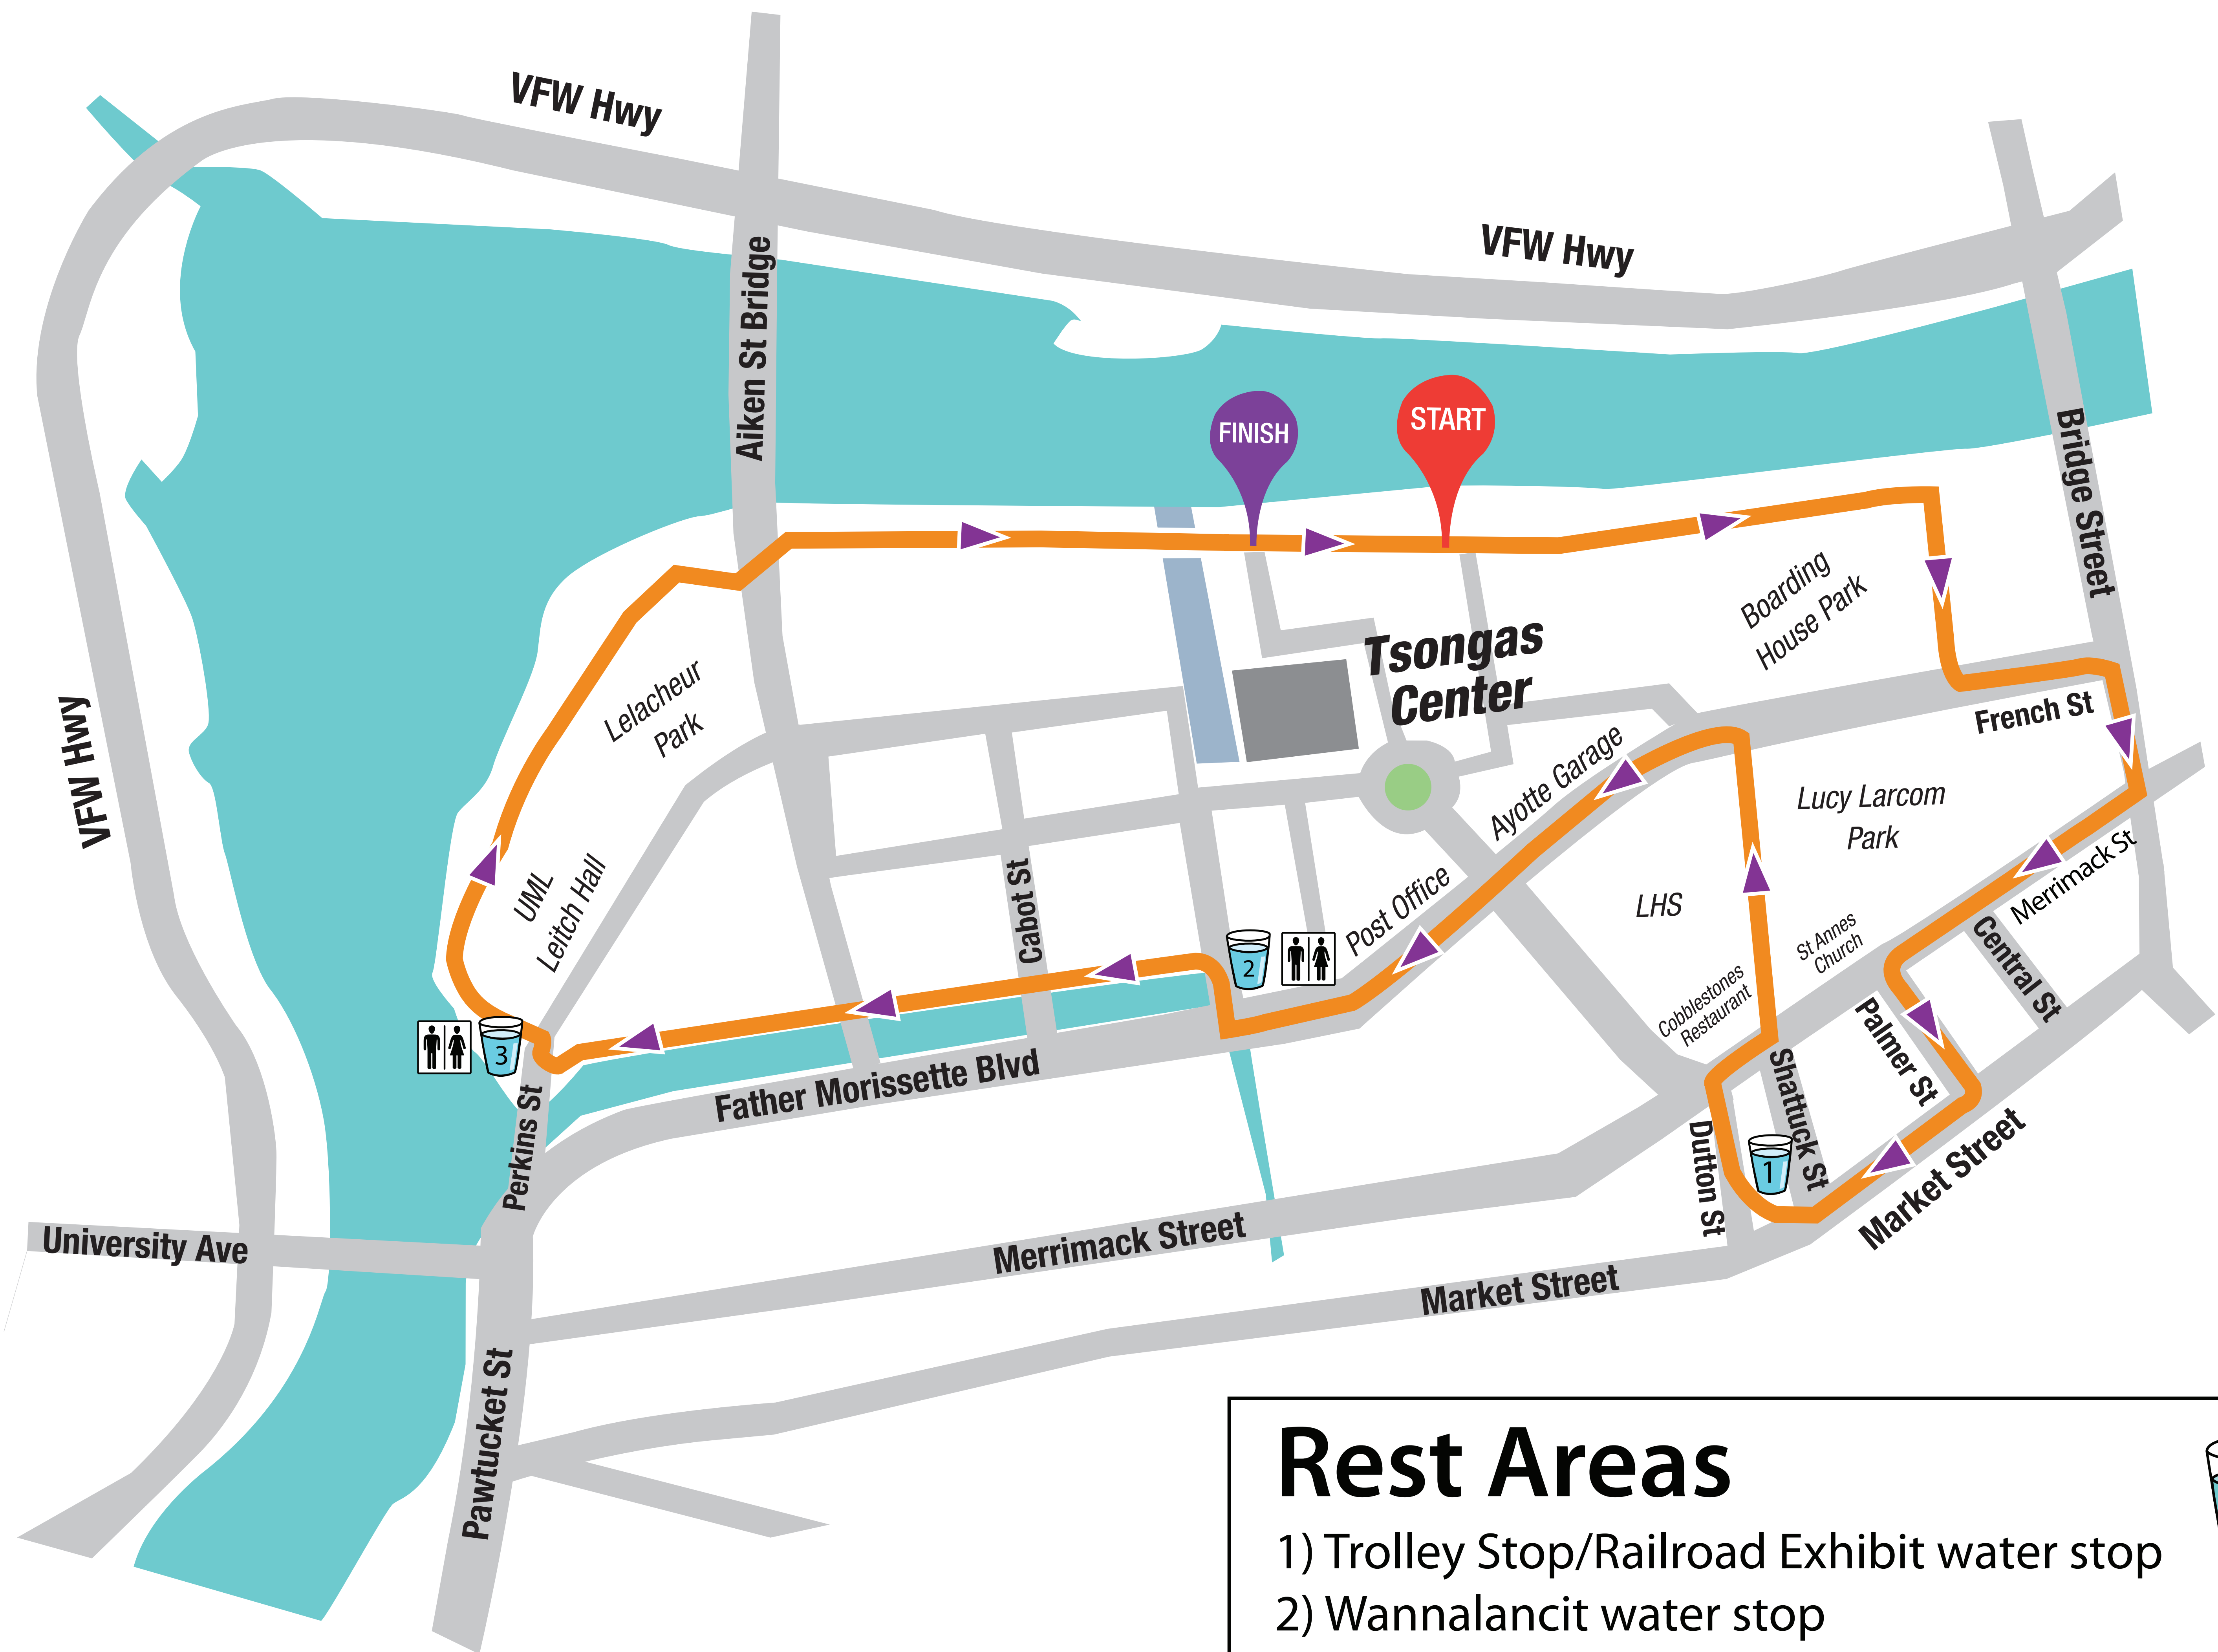 VFW Hwy
VFW Hwy
Aiken St Bridge
FINISH
START
Bridge Street
Boarding
House Park
Tsongas
Center
Lelacheur
Park
French St
VFW Hwy
Ayotte Garage
Lucy Larcom
Park
Merrimack St
UML
Leitch Hall
Cabot St
Post Office
LHS
St Annes
Church
Central St
2
Cobblestones
Restaurant
Palmer St
3
Shattuck St
Father Morissette Blvd
Perkins St
Dutton St
1
Market Street
University Ave
Merrimack Street
Market Street
Pawtucket St
Rest Areas
1) Trolley Stop/Railroad Exhibit water stop
2) Wannalancit water stop